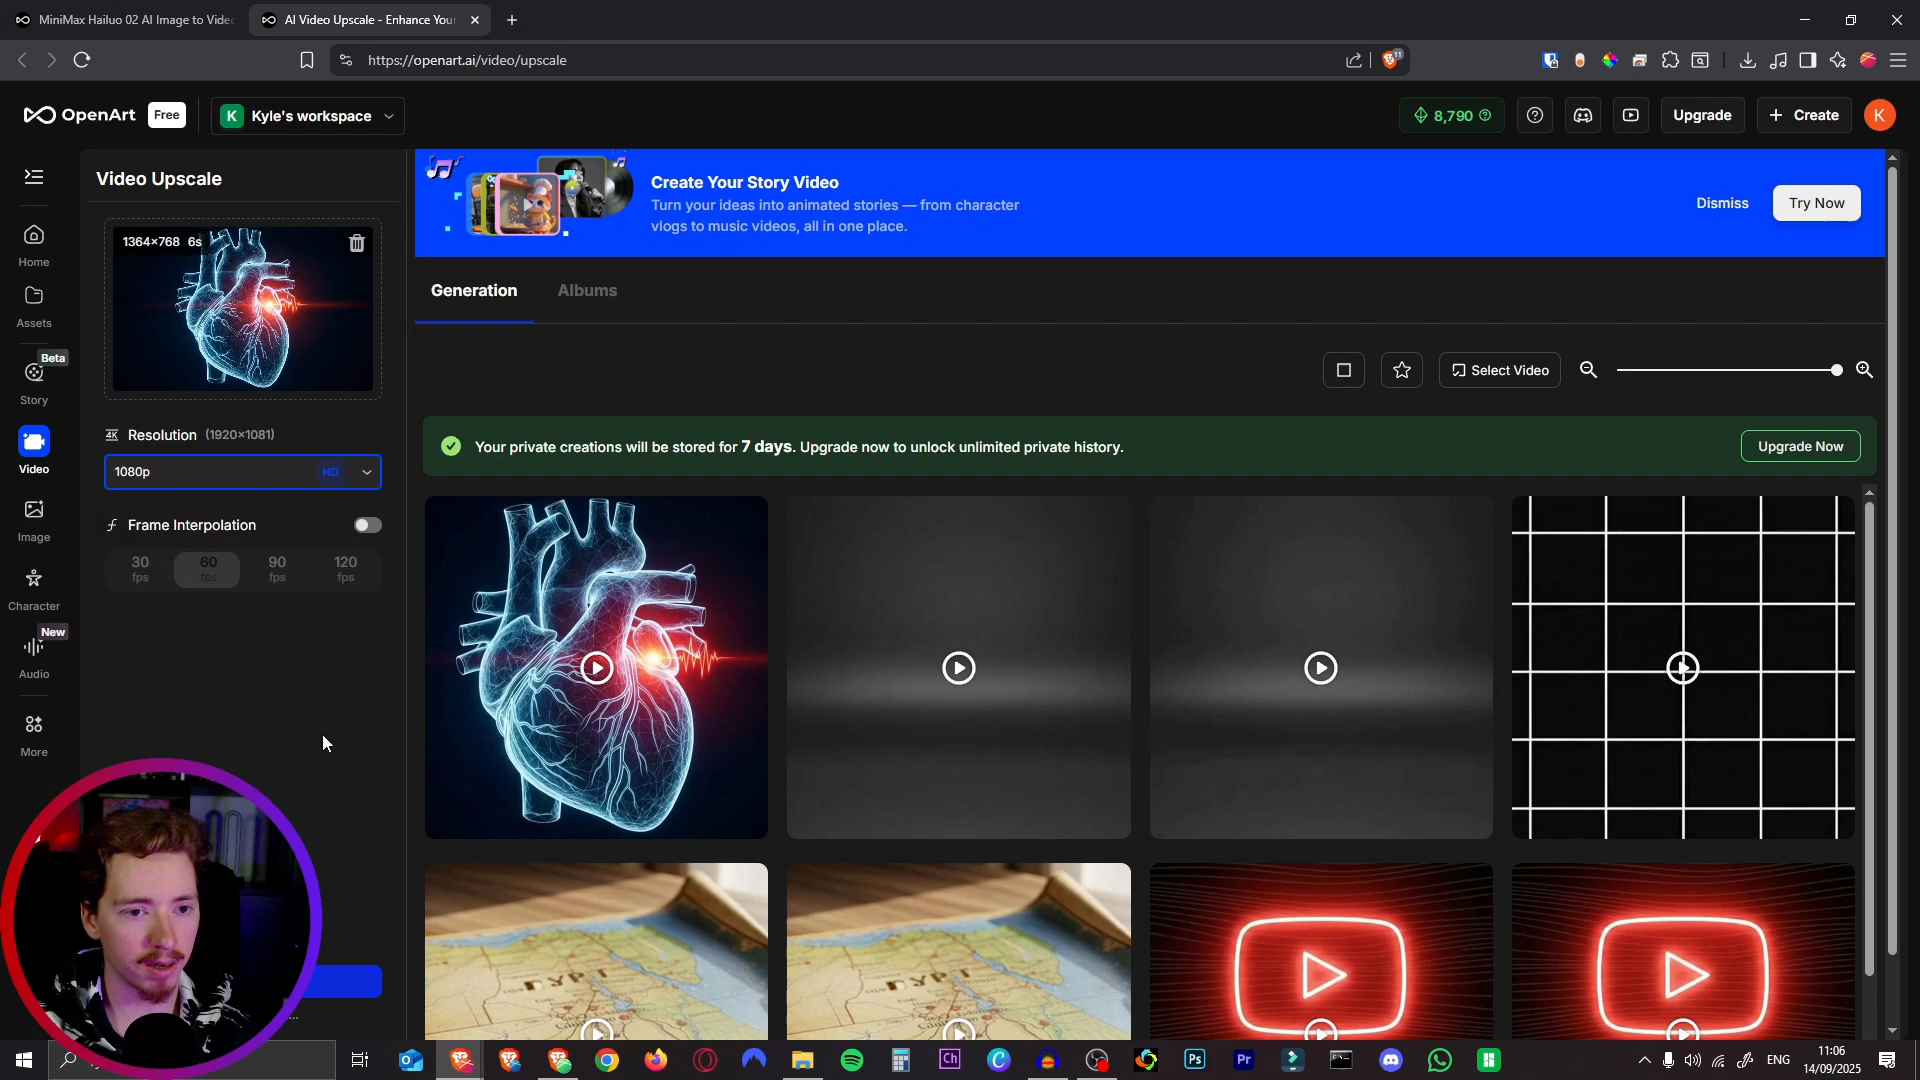 MiniMax Hailuo 02 AI Image to Vide
AI Video Upscale - Enhance Your
https://openart.ai/video/upscale
11
OpenArt
Free
K
Kyle's workspace
8,790
Upgrade
Create
K
Video Upscale
Home
Assets
Beta
Story
Video
Image
Character
New
Audio
More
1364×768 6s
4K Resolution (1920×1081)
1080p
HD
Frame Interpolation
30 60 90 120
fps fps fps fps
Create Your Story Video
Turn your ideas into animated stories — from character
vlogs to music videos, all in one place.
Dismiss
Try Now
Generation
Albums
Select Video
Your private creations will be stored for 7 days. Upgrade now to unlock unlimited private history.
Upgrade Now
Ch
Ps
Pr
ENG
11:06
14/09/2025